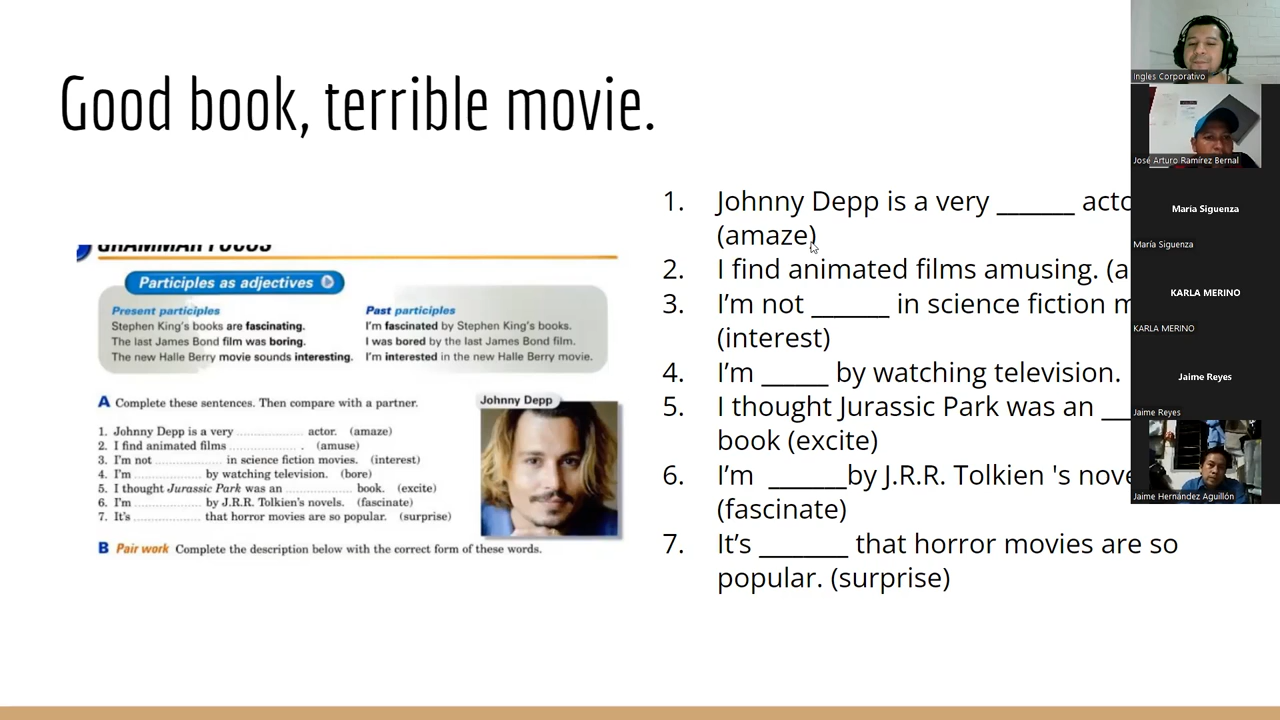 Good book, terrible movie.
GRAMMAR FOCUS
Participles as adjectives
Present participles
Stephen King's books are fascinating.
The last James Bond film was boring.
The new Halle Berry movie sounds interesting.
Past participles
I'm fascinated by Stephen King's books.
I was bored by the last James Bond film.
I'm interested in the new Halle Berry movie.
A Complete these sentences. Then compare with a partner.
1. Johnny Depp is a very .................... actor. (amaze)
2. I find animated films .................... . (amuse)
3. I'm not .................... in science fiction movies. (interest)
4. I'm .................... by watching television. (bore)
5. I thought Jurassic Park was an .................... book. (excite)
6. I'm .................... by J.R.R. Tolkien's novels. (fascinate)
7. It's .................... that horror movies are so popular. (surprise)
Johnny Depp
B Pair work Complete the description below with the correct form of these words.
1. Johnny Depp is a very ______ acto
(amaze)
2. I find animated films amusing. (a
3. I'm not ______ in science fiction m
(interest)
4. I'm _____ by watching television.
5. I thought Jurassic Park was an ___
book (excite)
6. I'm ______by J.R.R. Tolkien 's nove
(fascinate)
7. It's _______ that horror movies are so
popular. (surprise)
Ingles Corporativo
José Arturo Ramírez Bernal
Maria Siguenza
María Siguenza
KARLA MERINO
KARLA MERINO
Jaime Reyes
Jaime Reyes
Jaime Hernández Aguillón